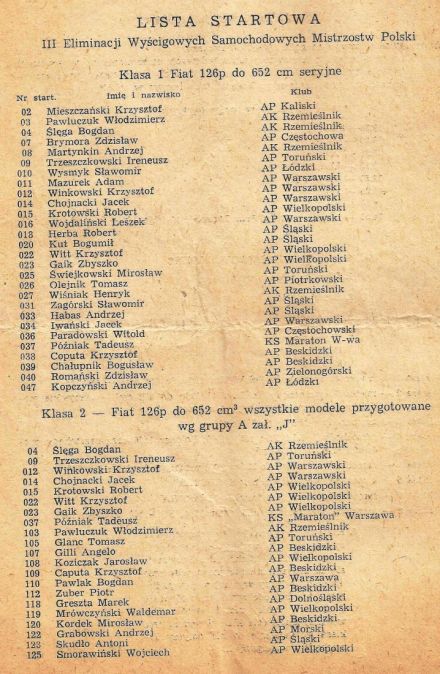 LISTA STARTOWA
III Eliminacji Wyścigowych Samochodowych Mistrzostw Polski
Klasa 1 Fiat 126p do 652 cm seryjne
Nr start. Imię i nazwisko Klub
02 Mieszczański Krzysztof AP Kaliski
03 Pawluczuk Włodzimierz AK Rzemieślnik
04 Ślęga Bogdan AK Rzemieślnik
07 Brymora Zdzisław AP Częstochowa
08 Martynkin Andrzej AK Rzemieślnik
09 Trzeszczkowski Ireneusz AP Toruński
010 Wysmyk Sławomir AP Łódzki
011 Mazurek Adam AP Warszawski
012 Winkowski Krzysztof AP Warszawski
014 Chojnacki Jacek AP Warszawski
015 Krotowski Robert AP Wielkopolski
016 Wojdaliński Leszek AP Warszawski
018 Herba Robert AP Śląski
020 Kut Bogumił AP Śląski
022 Witt Krzysztof AP Wielkopolski
023 Gaik Zbyszko AP Wielkopolski
025 Świejkowski Mirosław AP Toruński
026 Olejnik Tomasz AP Piotrkowski
027 Wiśniak Henryk AK Rzemieślnik
031 Zagórski Sławomir AP Śląski
033 Habas Andrzej AP Śląski
034 Iwański Jacek AP Warszawski
036 Paradowski Witold AP Częstochowski
037 Późniak Tadeusz KS Maraton W-wa
038 Caputa Krzysztof AP Beskidzki
039 Chałupnik Bogusław AP Beskidzki
040 Romański Zdzisław AP Zielonogórski
047 Kopczyński Andrzej AP Łódzki
Klasa 2 — Fiat 126p do 652 cm³ wszystkie modele przygotowane
wg grupy A zał. „J”
04 Ślęga Bogdan AK Rzemieślnik
09 Trzeszczkowski Ireneusz AP Toruński
012 Winkowski Krzysztof AP Warszawski
014 Chojnacki Jacek AP Warszawski
015 Krotowski Robert AP Wielkopolski
022 Witt Krzysztof AP Wielkopolski
023 Gaik Zbyszko AP Wielkopolski
037 Późniak Tadeusz KS „Maraton” Warszawa
103 Pawluczuk Włodzimierz AK Rzemieślnik
105 Glanc Tomasz AP Toruński
107 Gilli Angelo AP Beskidzki
108 Koziczak Jarosław AP Wielkopolski
109 Caputa Krzysztof AP Beskidzki
110 Pawlak Bogdan AP Warszawa
112 Zuber Piotr AP Beskidzki
118 Greszta Marek AP Dolnośląski
119 Mrówczyński Waldemar AP Wielkopolski
120 Kordek Mirosław AP Beskidzki
122 Grabowski Andrzej AP Morski
123 Skudło Antoni AP Śląski
125 Smorawiński Wojciech AP Wielkopolski